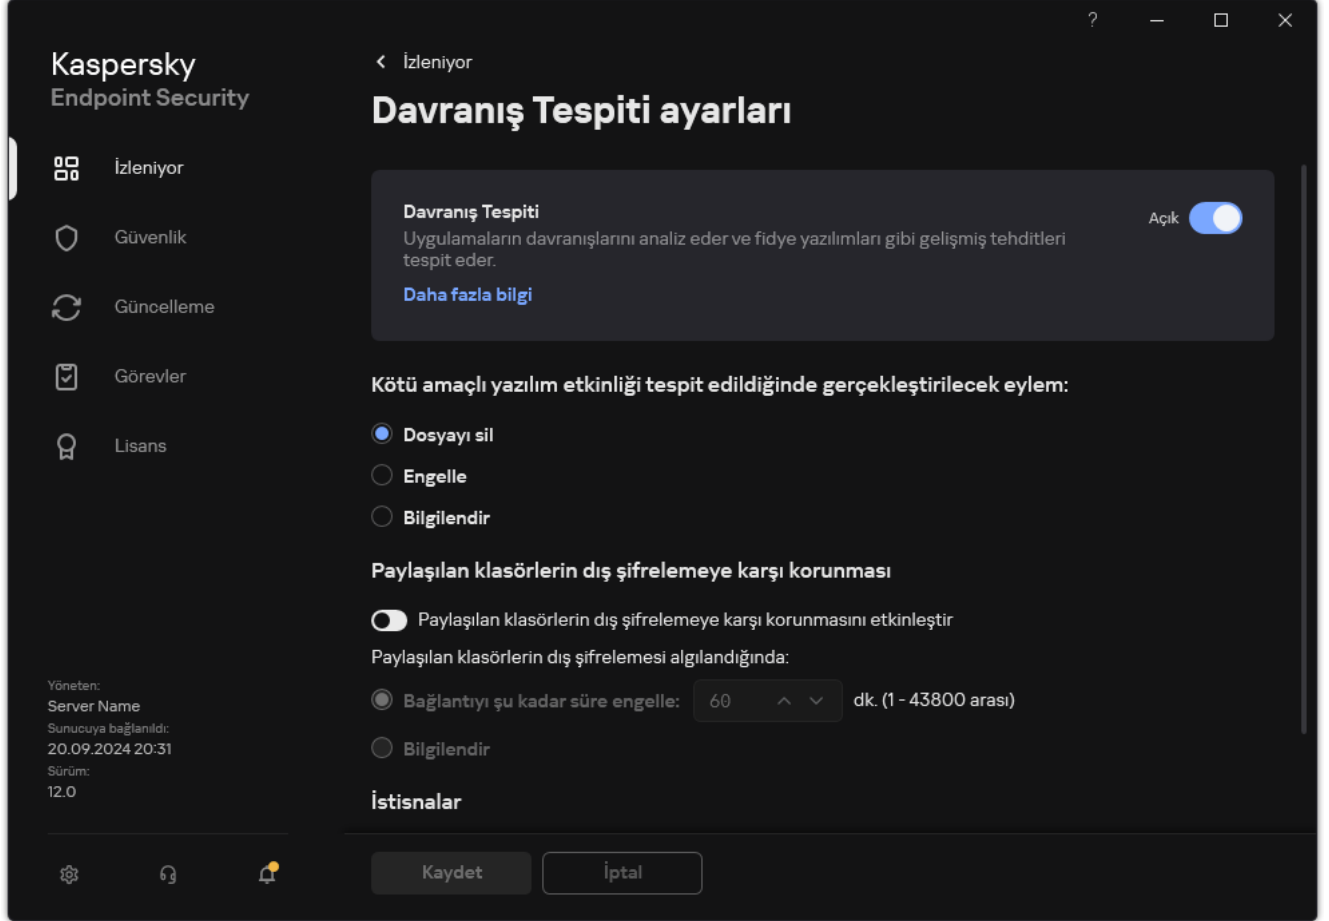 ?
Kaspersky
Endpoint Security
İzleniyor
Güvenlik
Güncelleme
Görevler
Lisans
Yöneten:
Server Name
Sunucuya bağlanıldı:
20.09.2024 20:31
Sürüm:
12.0
İzleniyor
Davranış Tespiti ayarları
Davranış Tespiti
Açık
Uygulamaların davranışlarını analiz eder ve fidye yazılımları gibi gelişmiş tehditleri
tespit eder.
Daha fazla bilgi
Kötü amaçlı yazılım etkinliği tespit edildiğinde gerçekleştirilecek eylem:
Dosyayı sil
Engelle
Bilgilendir
Paylaşılan klasörlerin dış şifrelemeye karşı korunması
Paylaşılan klasörlerin dış şifrelemeye karşı korunmasını etkinleştir
Paylaşılan klasörlerin dış şifrelemesi algılandığında:
Bağlantıyı şu kadar süre engelle: 60 dk. (1 - 43800 arası)
Bilgilendir
İstisnalar
Kaydet
İptal